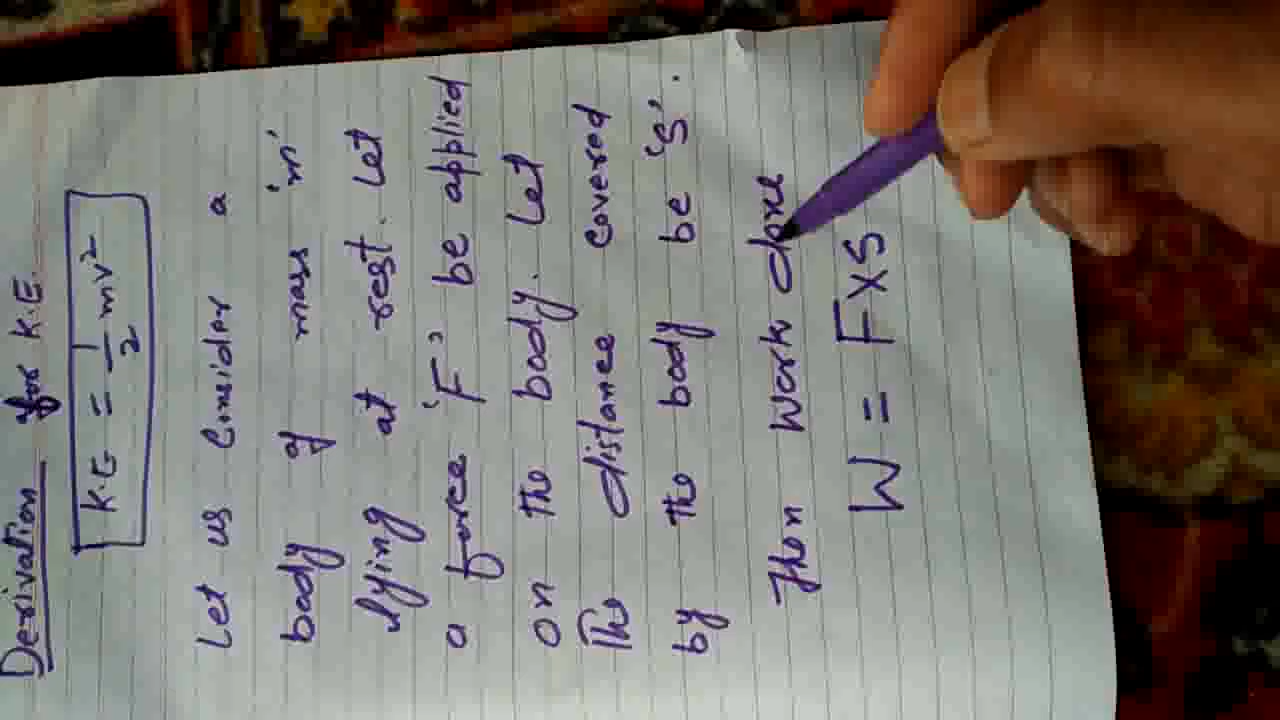 Derivation for K.E.
K.E = 1/2 mv²
Let us Consider a
body of mass 'm'
lying at rest. Let
a force 'F' be applied
on the body. Let
The distance covered
by the body be 'S'.
Then Work done
W = F x S